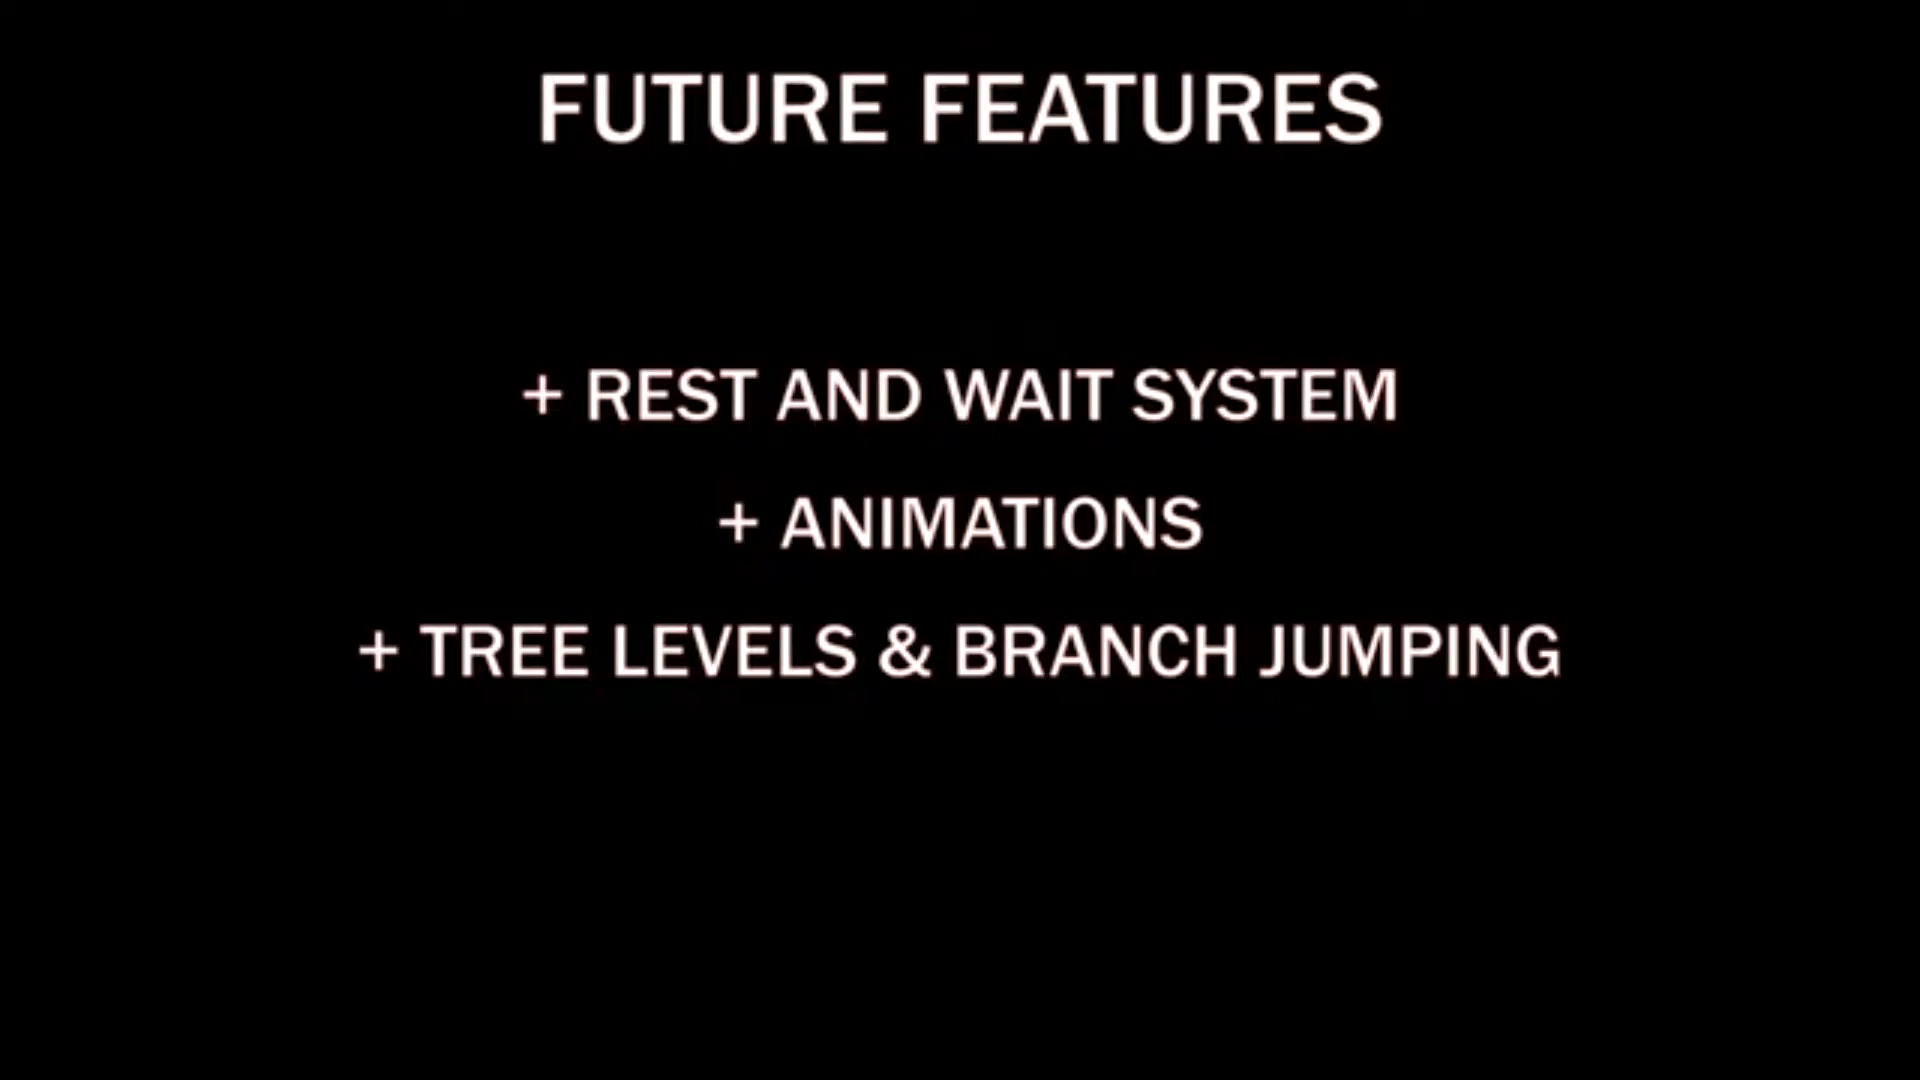 FUTURE FEATURES
+ REST AND WAIT SYSTEM
+ ANIMATIONS
+ TREE LEVELS & BRANCH JUMPING